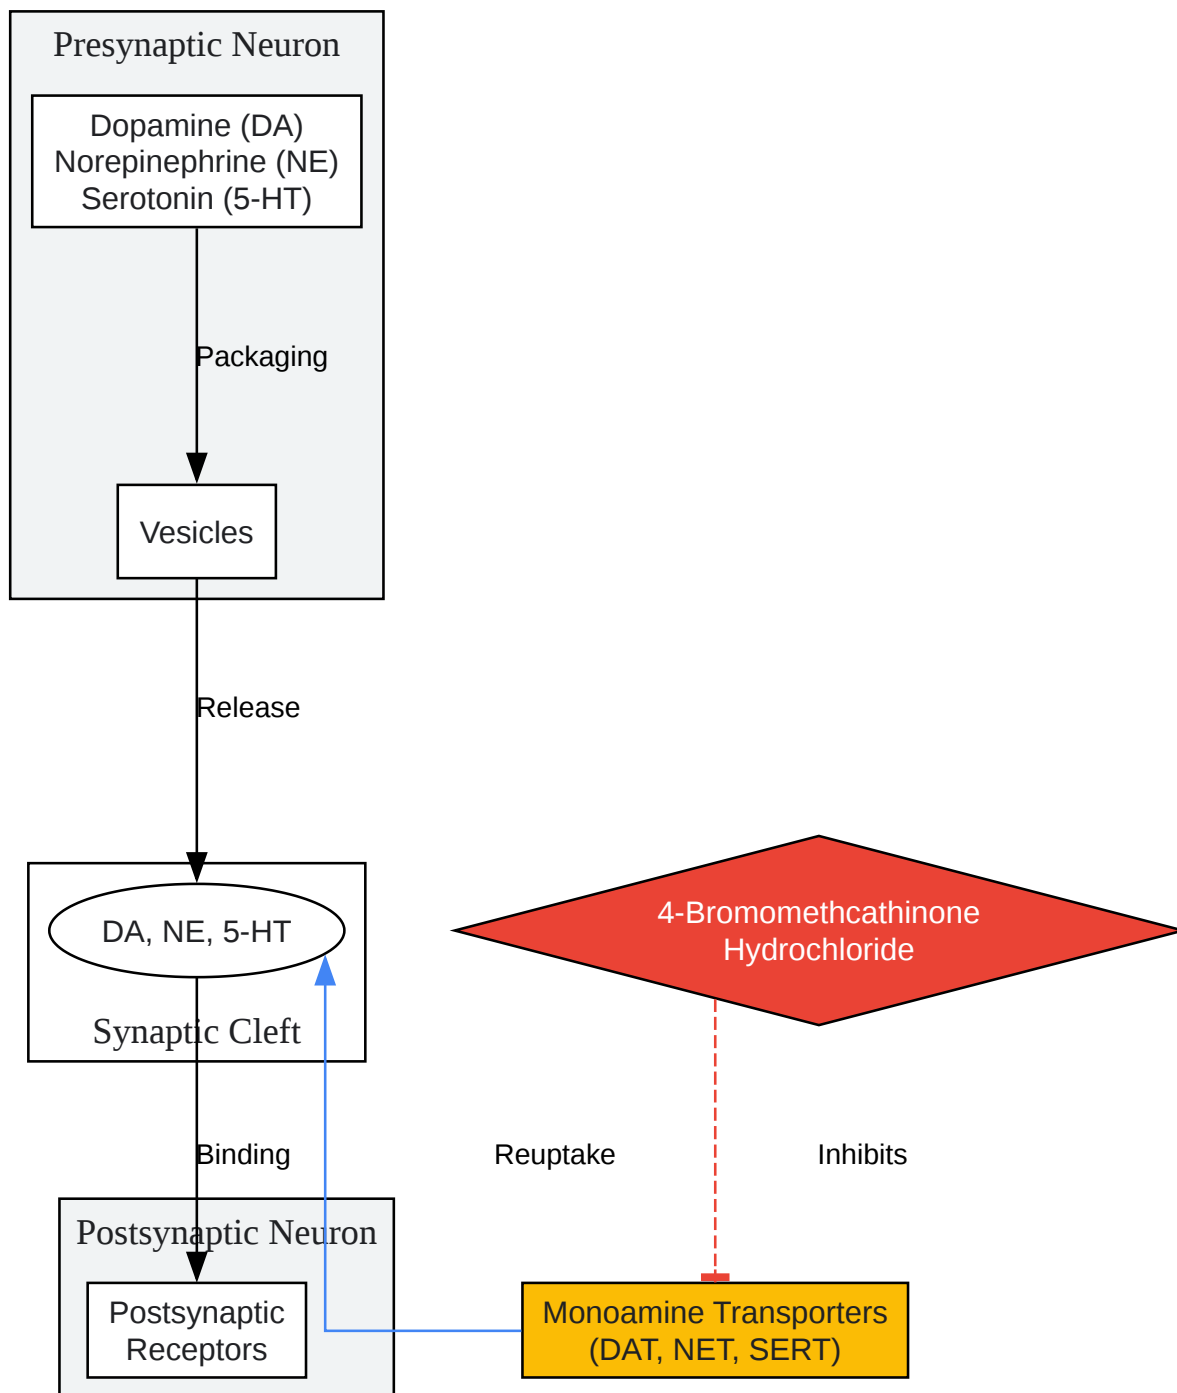 Presynaptic Neuron
Dopamine (DA)
Norepinephrine (NE)
Serotonin (5-HT)
Packaging
Vesicles
Release
DA, NE, 5-HT
Synaptic Cleft
4-Bromomethcathinone
Hydrochloride
Binding
Reuptake
Inhibits
Postsynaptic Neuron
Postsynaptic
Receptors
Monoamine Transporters
(DAT, NET, SERT)